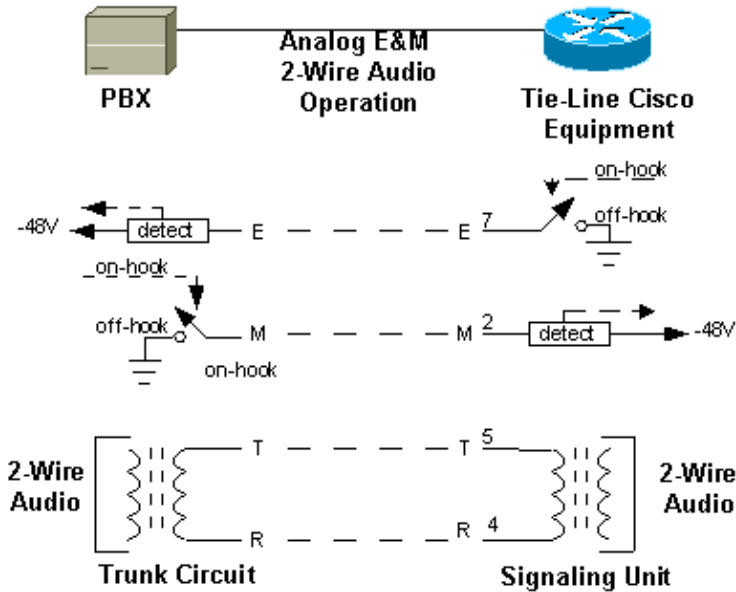 Analog E&M
2-Wire Audio
Operation
PBX
Tie-Line Cisco
Equipment
on-hook
-48V
detect
E
E
7
off-hook
on-hook
off-hook
M
M
2
detect
-48V
on-hook
T
T
5
2-Wire
Audio
2-Wire
Audio
R
R
4
Trunk Circuit
Signaling Unit